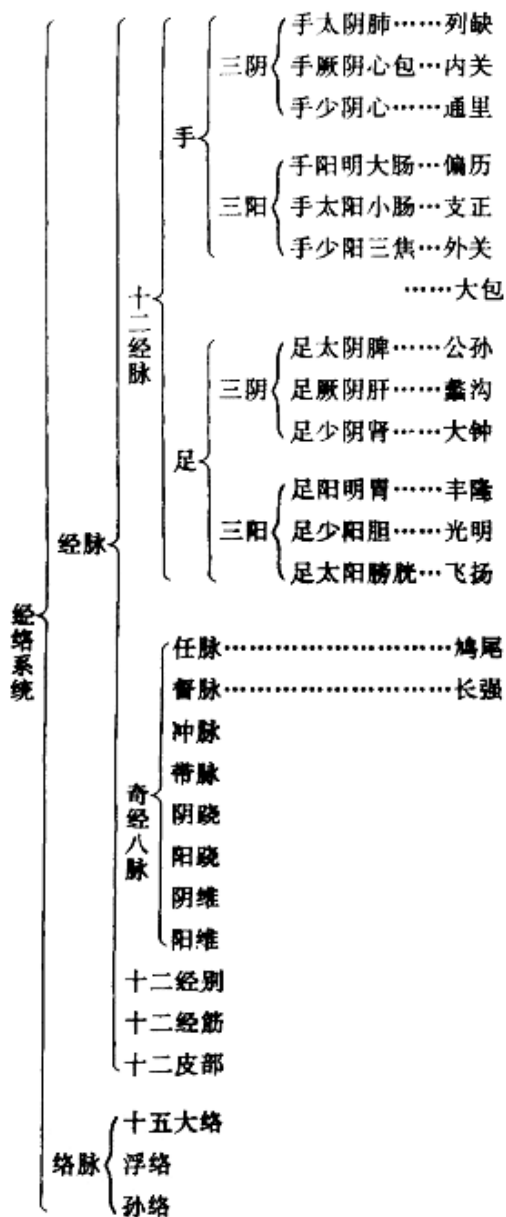 手太阴肺……列缺
三阴
手厥阴心包…内关
手少阴心……通里
手
手阳明大肠…偏历
三阳
手太阳小肠…支正
手少阳三焦…外关
……大包
十二经脉
足太阴脾……公孙
三阴
足厥阴肝……蠡沟
足少阴肾……大钟
足
足阳明胃……丰隆
三阳
足少阳胆……光明
足太阳膀胱…飞扬
经脉
经络系统
任脉………………………鸠尾
督脉………………………长强
冲脉
带脉
奇经八脉
阴跷
阳跷
阴维
阳维
十二经别
十二经筋
十二皮部
十五大络
络脉
浮络
孙络